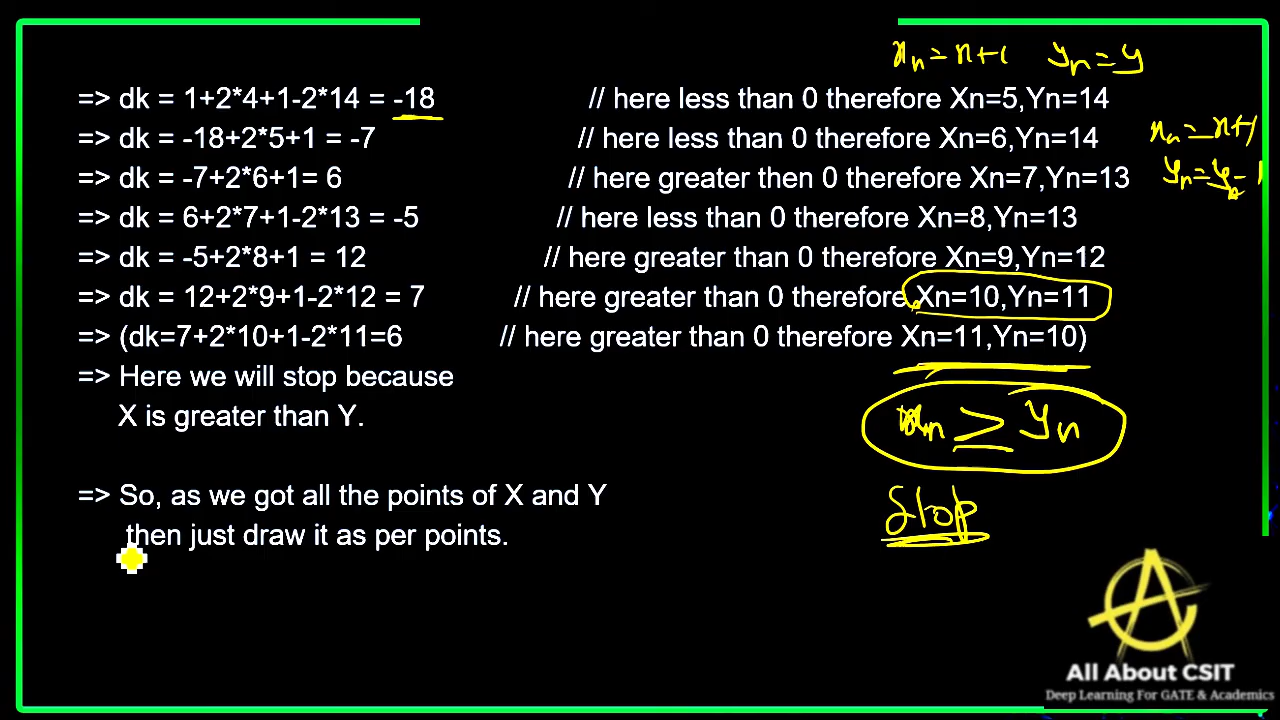 xn = x+1 yn = y
=> dk = 1+2*4+1-2*14 = -18 // here less than 0 therefore Xn=5,Yn=14
=> dk = -18+2*5+1 = -7 // here less than 0 therefore Xn=6,Yn=14
xn = x+1
=> dk = -7+2*6+1= 6 // here greater then 0 therefore Xn=7,Yn=13
yn = y-1
=> dk = 6+2*7+1-2*13 = -5 // here less than 0 therefore Xn=8,Yn=13
=> dk = -5+2*8+1 = 12 // here greater than 0 therefore Xn=9,Yn=12
=> dk = 12+2*9+1-2*12 = 7 // here greater than 0 therefore Xn=10,Yn=11
=> (dk=7+2*10+1-2*11=6 // here greater than 0 therefore Xn=11,Yn=10)
=> Here we will stop because
X is greater than Y.
xn ≥ yn
=> So, as we got all the points of X and Y
then just draw it as per points.
Stop
All About CSIT
Deep Learning For GATE & Academics